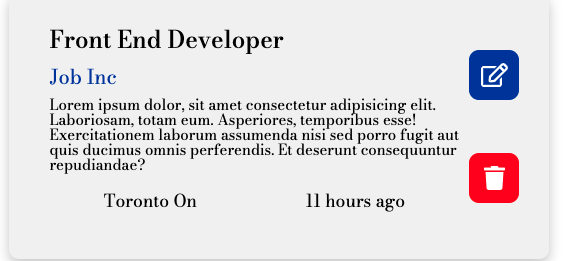 Front End Developer
Job Inc
Lorem ipsum dolor, sit amet consectetur adipisicing elit.
Laboriosam, totam eum. Asperiores, temporibus esse!
Exercitationem laborum assumenda nisi sed porro fugit aut
quis ducimus omnis perferendis. Et deserunt consequuntur
repudiandae?
Toronto On
11 hours ago